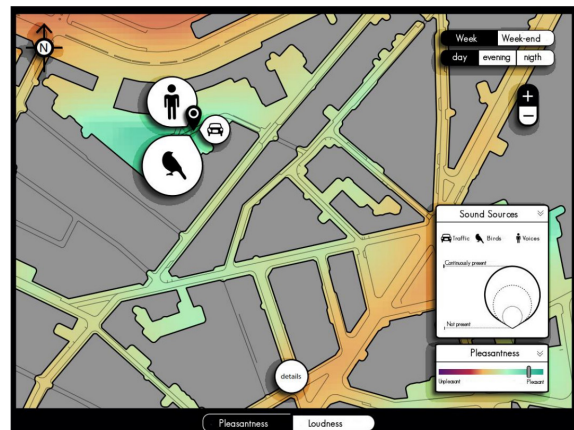 N
Week Week-end
day evening nigth
+
−
Sound Sources
Traffic Birds Voices
Continuously present
Not present
Pleasantness
Unpleasant Pleasant
details
Pleasantness Loudness